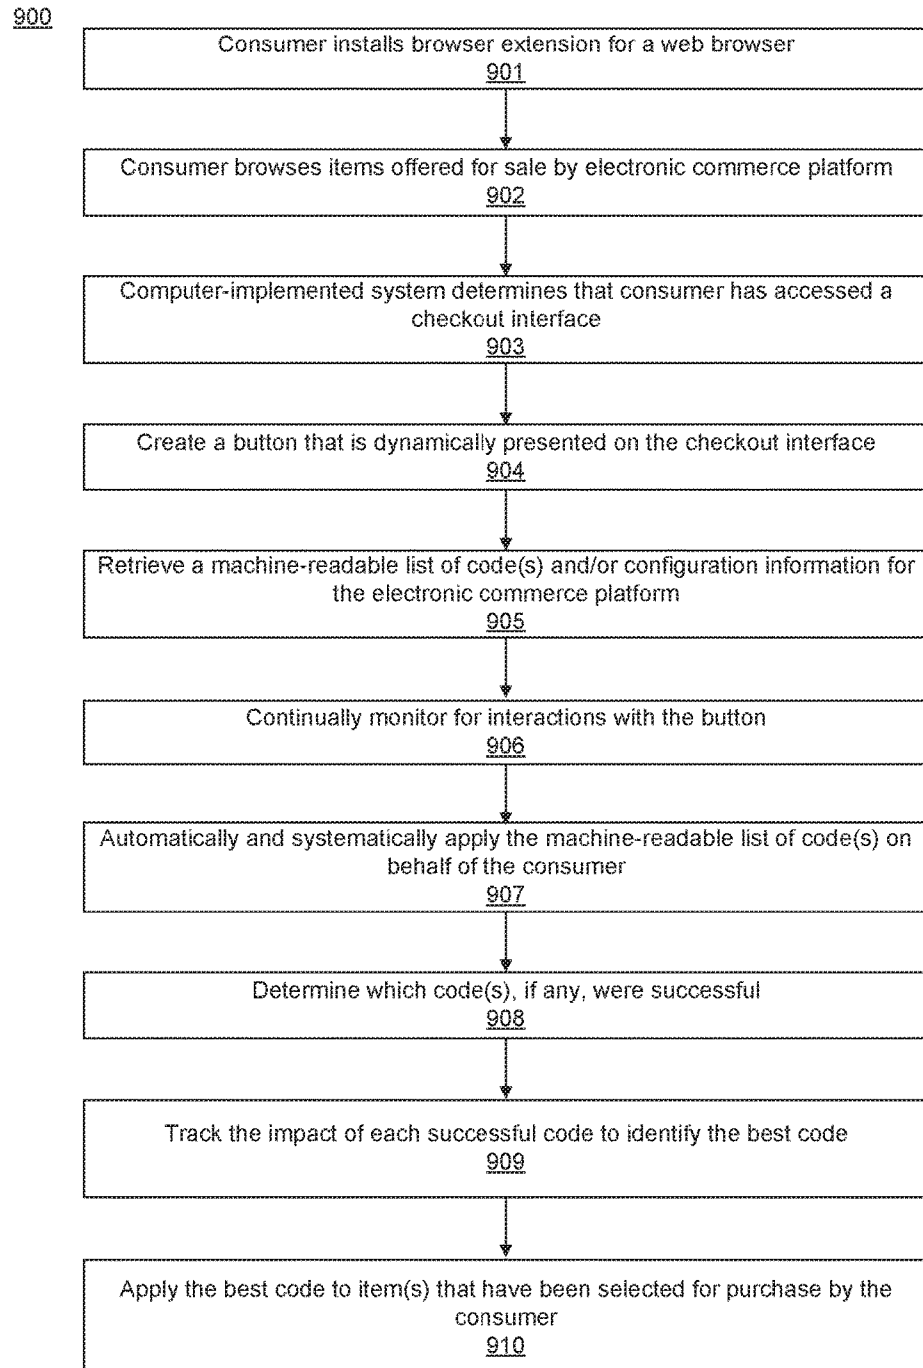 900
Consumer installs browser extension for a web browser
901
Consumer browses items offered for sale by electronic commerce platform
902
Computer-implemented system determines that consumer has accessed a
checkout interface
903
Create a button that is dynamically presented on the checkout interface
904
Retrieve a machine-readable list of code(s) and/or configuration information for
the electronic commerce platform
905
Continually monitor for interactions with the button
906
Automatically and systematically apply the machine-readable list of code(s) on
behalf of the consumer
907
Determine which code(s), if any, were successful
908
Track the impact of each successful code to identify the best code
909
Apply the best code to item(s) that have been selected for purchase by the
consumer
910